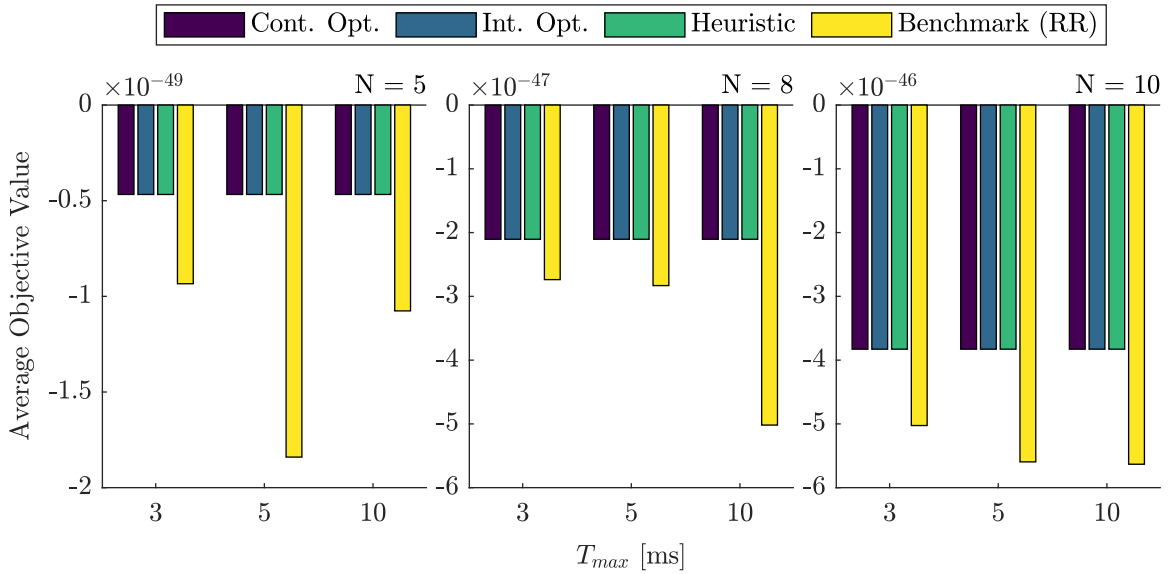 Cont. Opt. Int. Opt. Heuristic Benchmark (RR)
×10⁻⁴⁹ N = 5 ×10⁻⁴⁷ N = 8 ×10⁻⁴⁶ N = 10
Average Objective Value
0
-0.5
-1
-1.5
-2
3 5 10
0
-1
-2
-3
-4
-5
-6
3 5 10
0
-1
-2
-3
-4
-5
-6
3 5 10
T_max [ms]